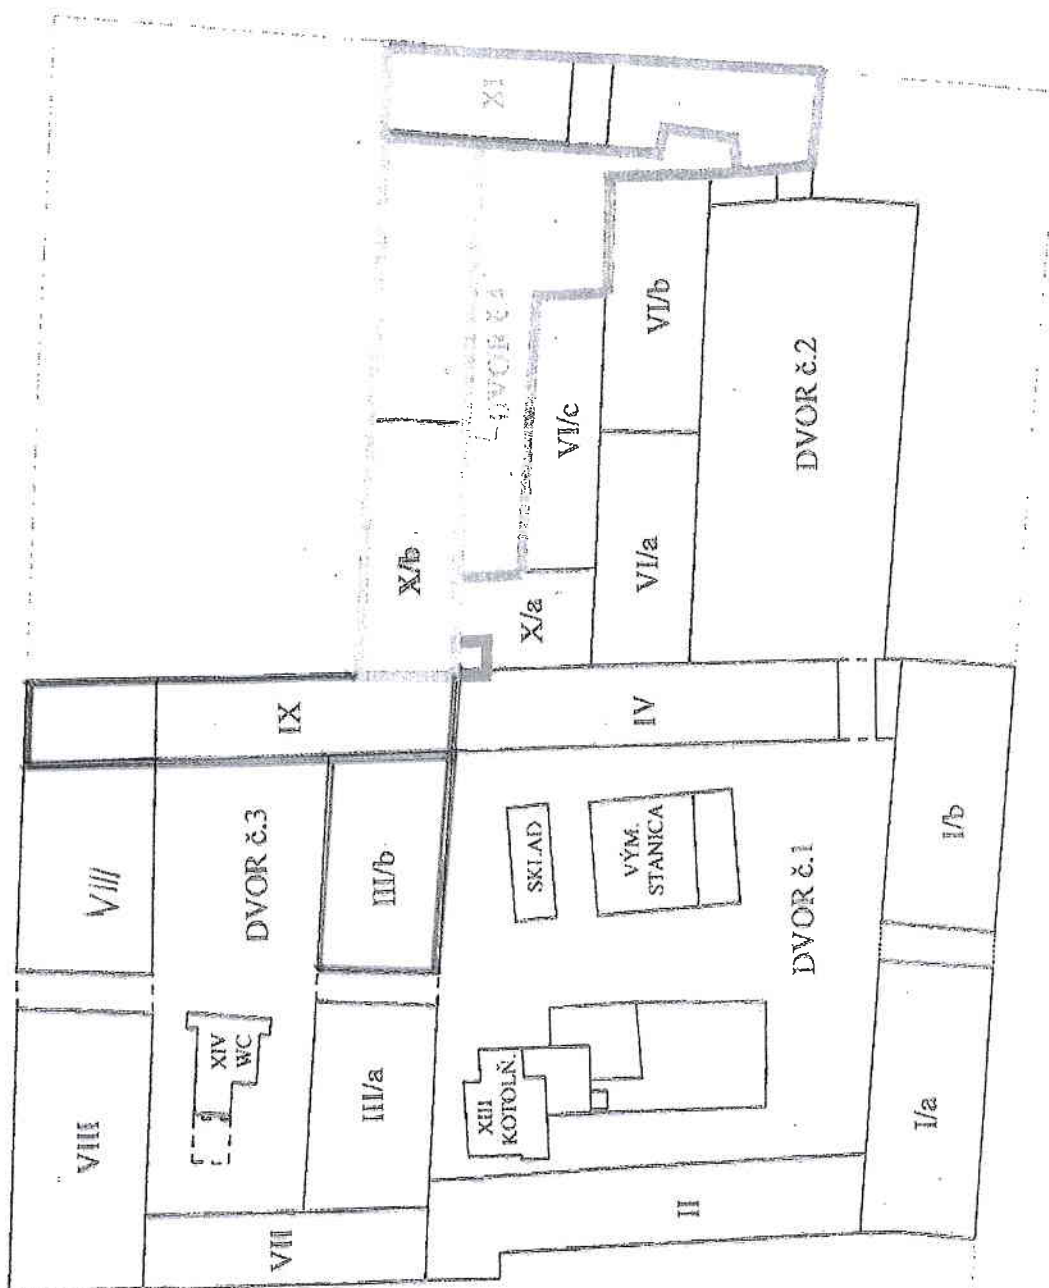 XI
DVOR č.
VI/b
VI/c
DVOR č.2
X/b
VI/a
X/a
IX
IV
VIII
DVOR č.3
III/b
SKLAD
VÝM.
STANICA
I/b
DVOR č.1
XIV
WC
VIII
III/a
XIII
KOTOLŇ.
I/a
VII
II